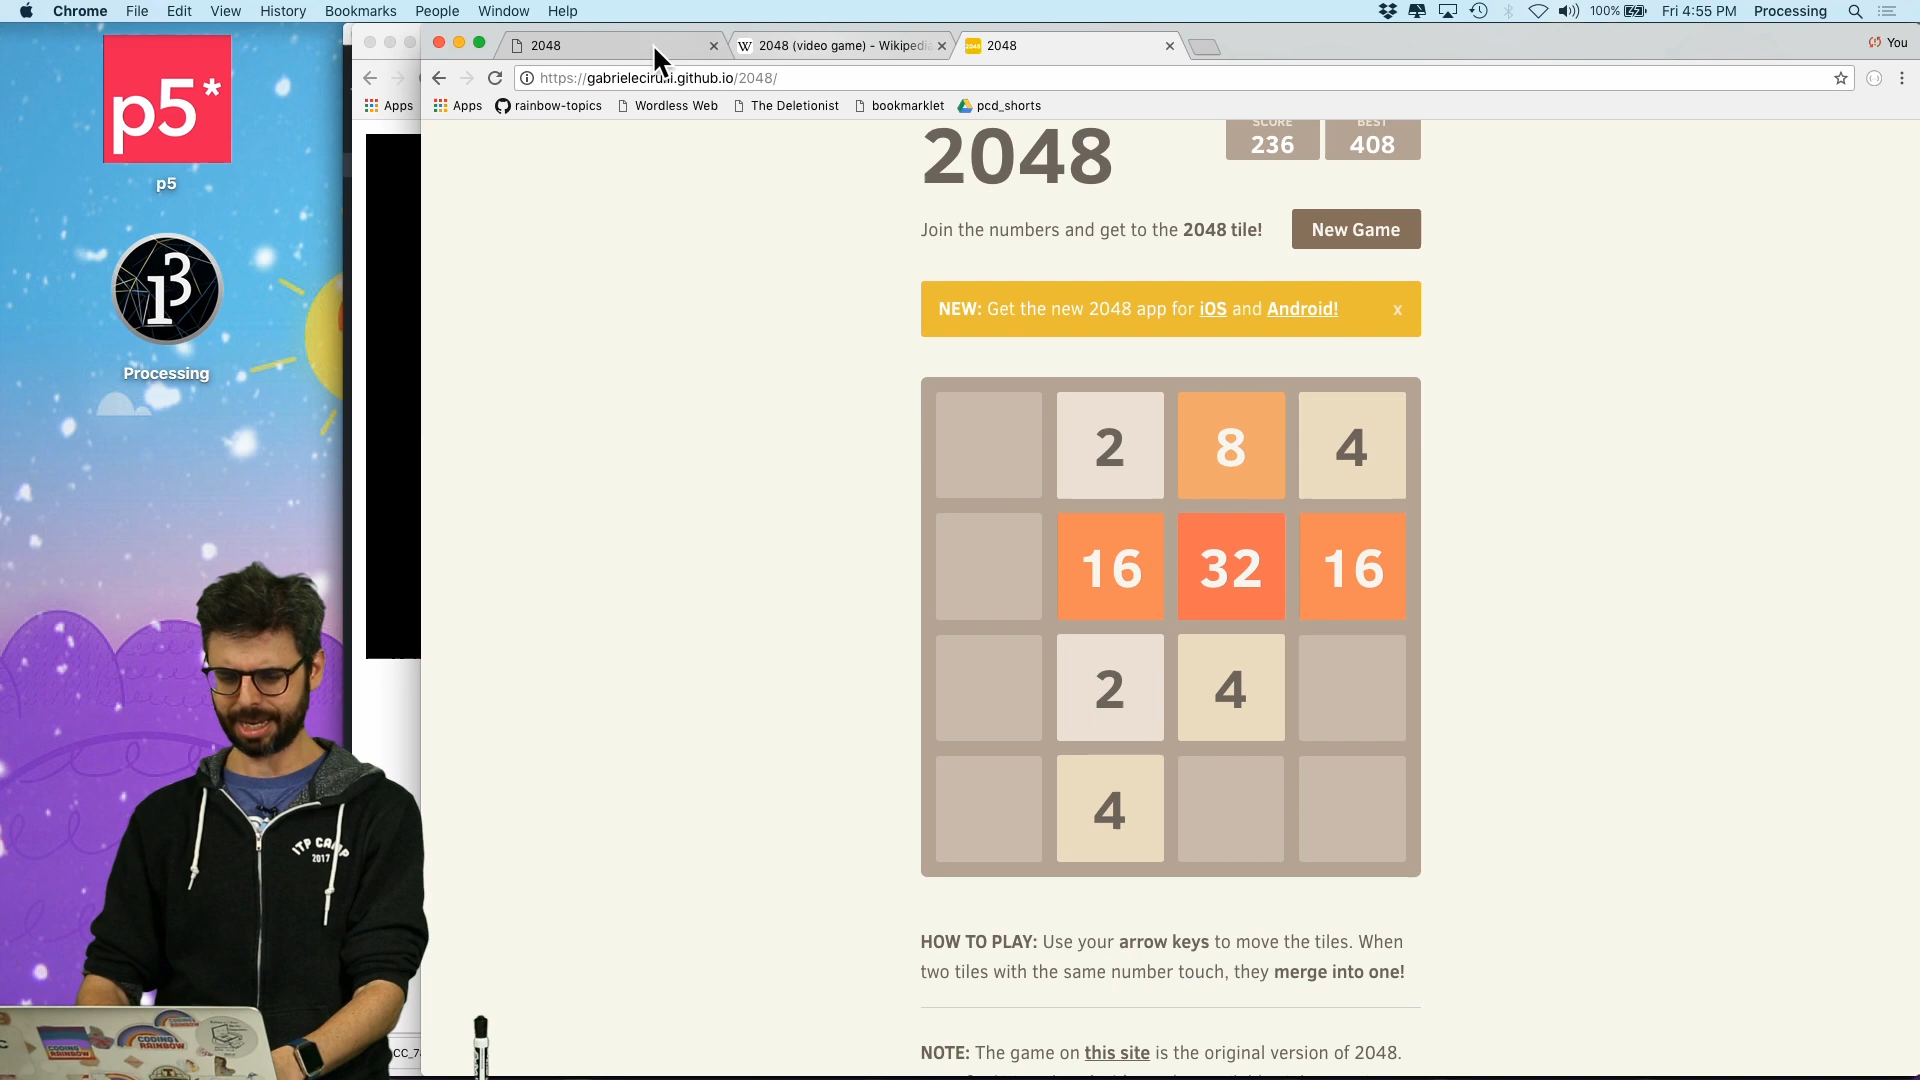 Chrome File Edit View History Bookmarks People Window Help
100% Fri 4:55 PM Processing
2048
2048 (video game) - Wikipedia
2048
You
https://gabrielecirulli.github.io/2048/
Apps
Apps rainbow-topics Wordless Web The Deletionist bookmarklet pcd_shorts
p5*
p5
Processing
2048
SCORE
236
BEST
408
Join the numbers and get to the 2048 tile!
New Game
NEW: Get the new 2048 app for iOS and Android!
x
2 8 4
16 32 16
2 4
4
HOW TO PLAY: Use your arrow keys to move the tiles. When
two tiles with the same number touch, they merge into one!
NOTE: The game on this site is the original version of 2048.
ITP CAMP
2017
CODING
RAINBOW